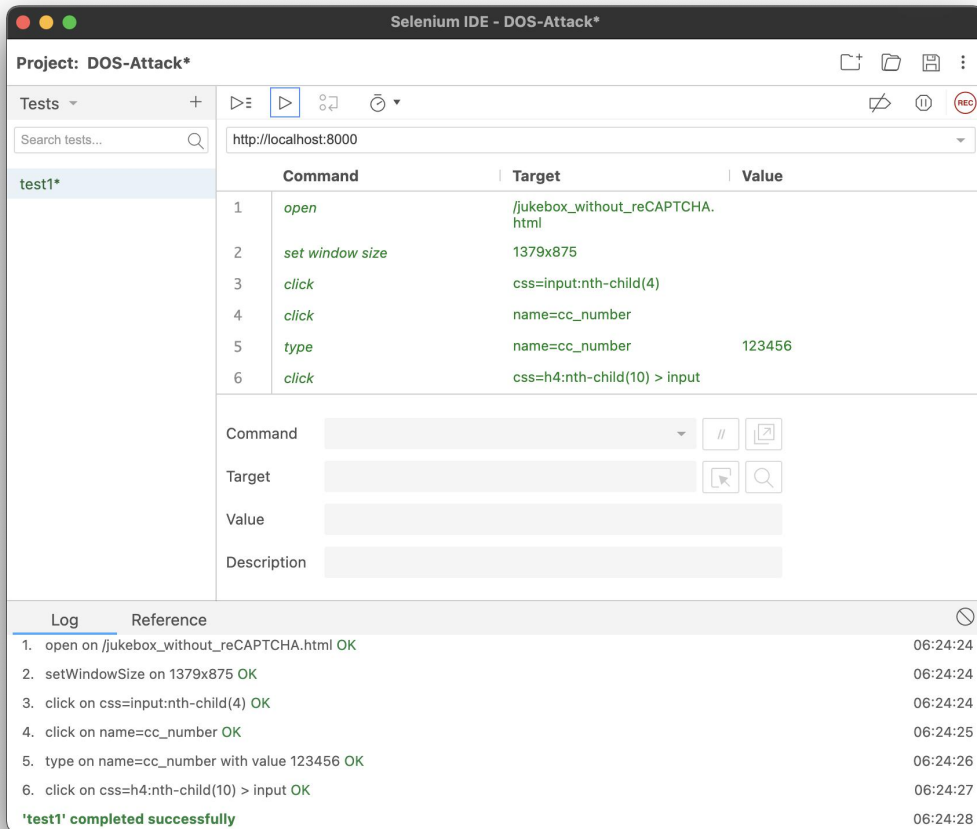 Selenium IDE - DOS-Attack*
Project: DOS-Attack*
Tests
Search tests...
test1*
REC
http://localhost:8000
Command Target Value
1 open /jukebox_without_reCAPTCHA.
html
2 set window size 1379x875
3 click css=input:nth-child(4)
4 click name=cc_number
5 type name=cc_number 123456
6 click css=h4:nth-child(10) > input
Command //
Target
Value
Description
Log Reference
1. open on /jukebox_without_reCAPTCHA.html OK 06:24:24
2. setWindowSize on 1379x875 OK 06:24:24
3. click on css=input:nth-child(4) OK 06:24:24
4. click on name=cc_number OK 06:24:25
5. type on name=cc_number with value 123456 OK 06:24:26
6. click on css=h4:nth-child(10) > input OK 06:24:27
'test1' completed successfully 06:24:28